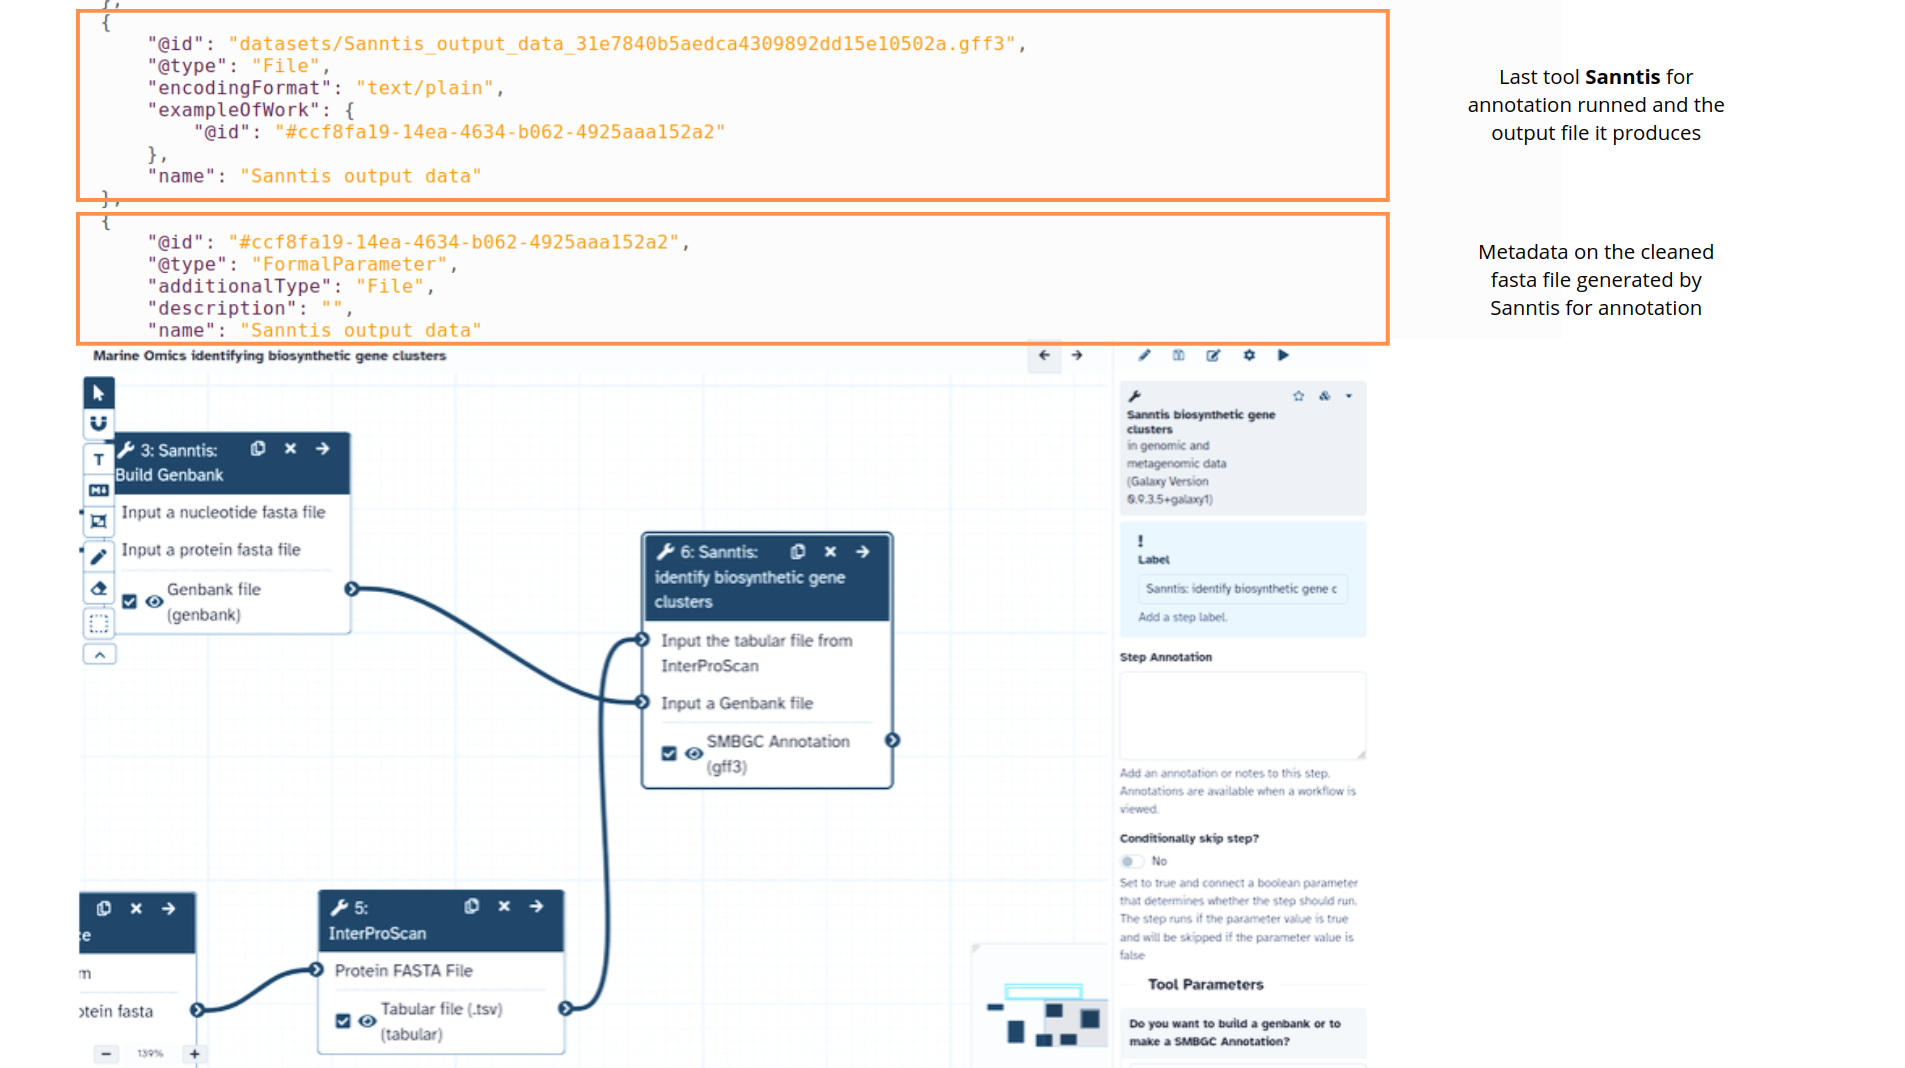 },
{
"@id": "datasets/Sanntis_output_data_31e7840b5aedca4309892dd15e10502a.gff3",
"@type": "File",
"encodingFormat": "text/plain",
"exampleOfWork": {
"@id": "#ccf8fa19-14ea-4634-b062-4925aaa152a2"
},
"name": "Sanntis output data"
},
Last tool Sanntis for
annotation runned and the
output file it produces
{
"@id": "#ccf8fa19-14ea-4634-b062-4925aaa152a2",
"@type": "FormalParameter",
"additionalType": "File",
"description": "",
"name": "Sanntis output data"
Metadata on the cleaned
fasta file generated by
Sanntis for annotation
Marine Omics identifying biosynthetic gene clusters
T
3: Sanntis:
Build Genbank
Input a nucleotide fasta file
Input a protein fasta file
Genbank file
(genbank)
6: Sanntis:
identify biosynthetic gene
clusters
Input the tabular file from
InterProScan
Input a Genbank file
SMBGC Annotation
(gff3)
ce
m
otein fasta
5:
InterProScan
Protein FASTA File
Tabular file (.tsv)
(tabular)
139%
Sanntis biosynthetic gene
clusters
in genomic and
metagenomic data
(Galaxy Version
0.9.3.5+galaxy1)
!
Label
Sanntis: identify biosynthetic gene c
Add a step label.
Step Annotation
Add an annotation or notes to this step.
Annotations are available when a workflow is
viewed.
Conditionally skip step?
No
Set to true and connect a boolean parameter
that determines whether the step should run.
The step runs if the parameter value is true
and will be skipped if the parameter value is
false
Tool Parameters
Do you want to build a genbank or to
make a SMBGC Annotation?